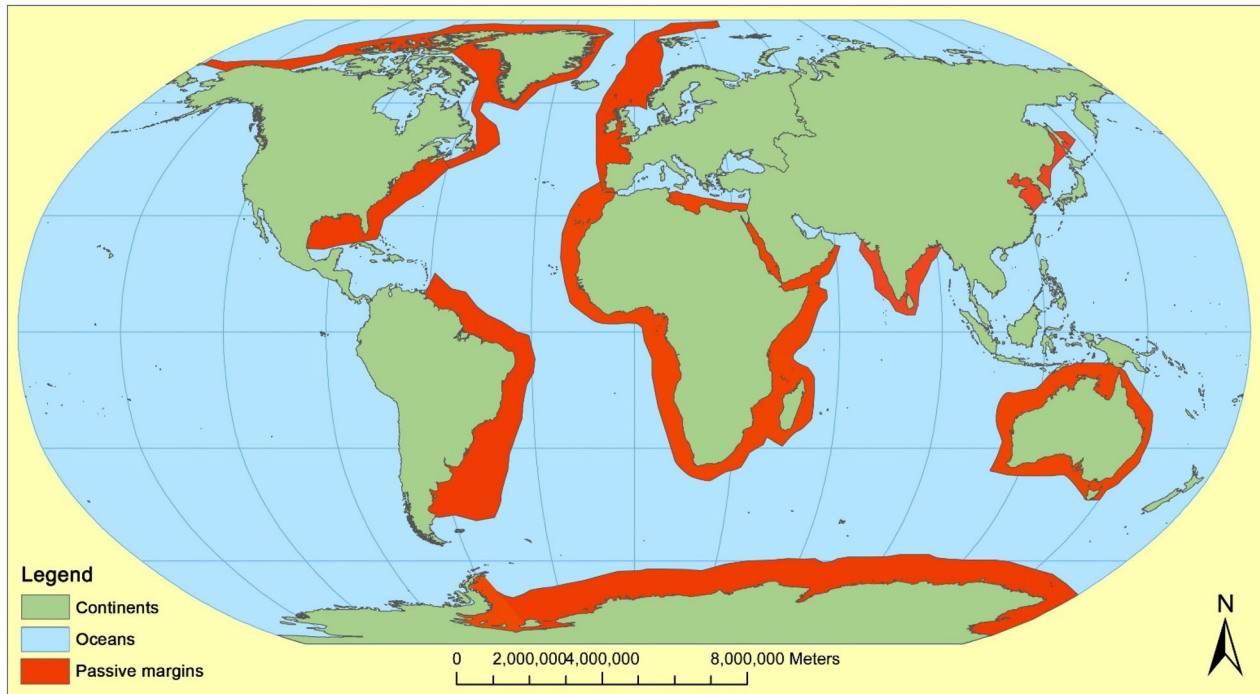 Legend
Continents
Oceans
Passive margins
0 2,000,0004,000,000 8,000,000 Meters
N